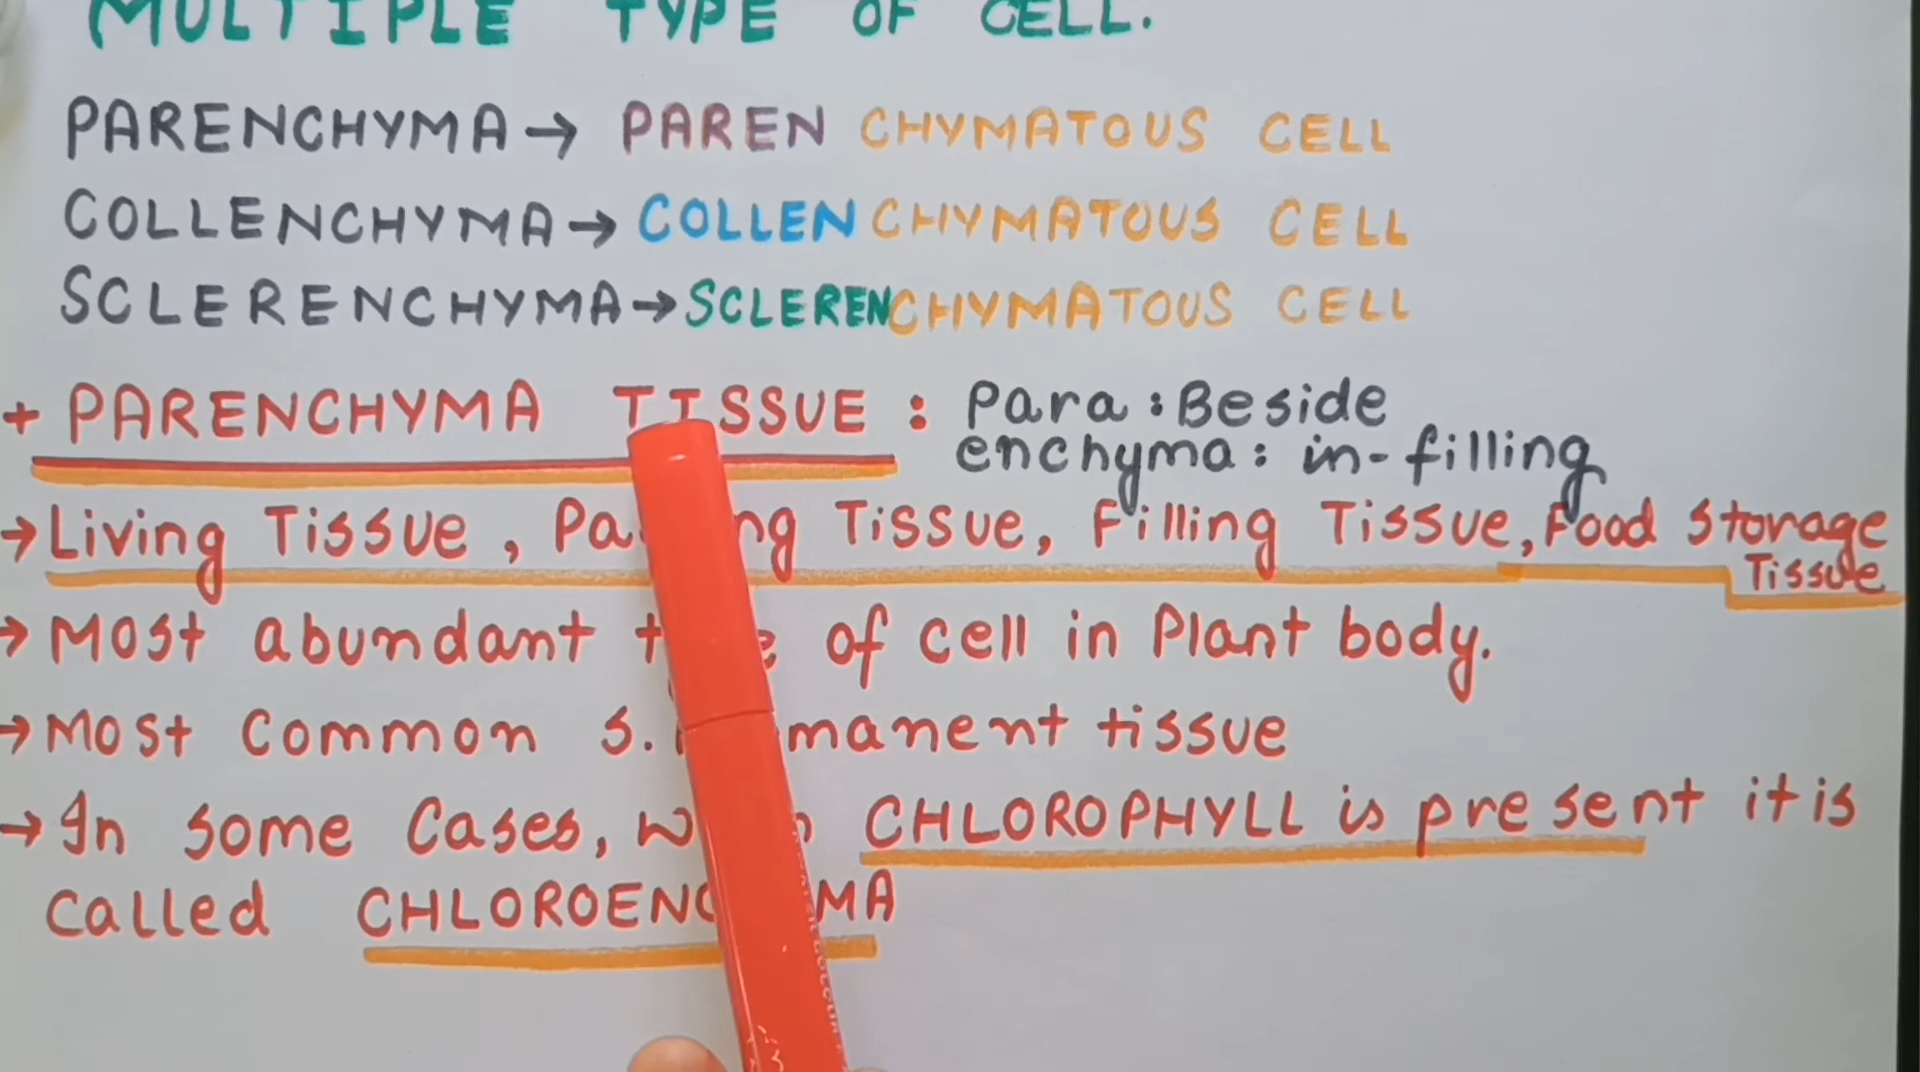 MULTIPLE TYPE OF CELL.
PARENCHYMA → PARENCHYMATOUS CELL
COLLENCHYMA → COLLENCHYMATOUS CELL
SCLERENCHYMA → SCLERENCHYMATOUS CELL
+ PARENCHYMA TISSUE : Para : Beside
enchyma : in-filling
→ Living Tissue, Tissue, Filling Tissue, Food Storage
Tissue
→ Most abundant of cell in Plant body.
→ Most Common S. tissue
→ In some Cases, CHLOROPHYLL is present it is
Called